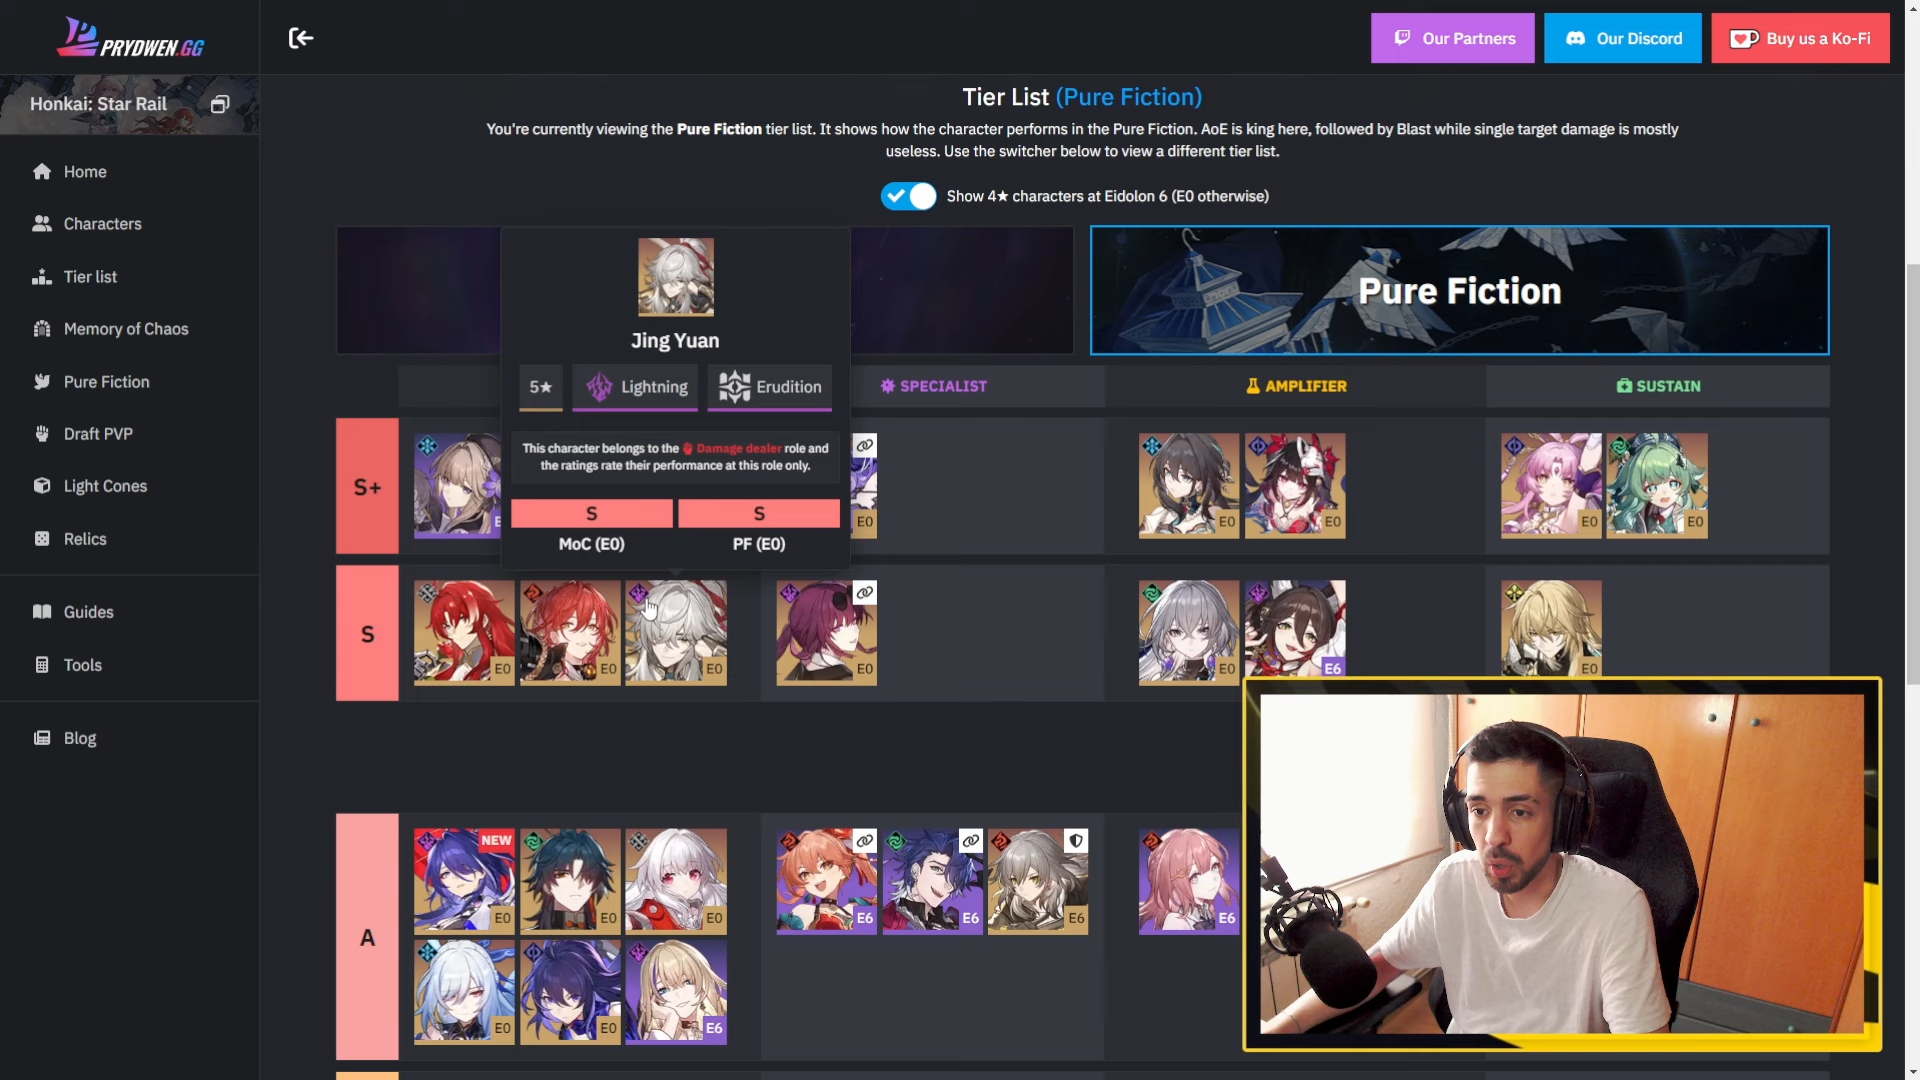 PRYDWEN.GG
Our Partners
Our Discord
Buy us a Ko-Fi
Honkai: Star Rail
Home
Characters
Tier list
Memory of Chaos
Pure Fiction
Draft PVP
Light Cones
Relics
Guides
Tools
Blog
Tier List (Pure Fiction)
You're currently viewing the Pure Fiction tier list. It shows how the character performs in the Pure Fiction. AoE is king here, followed by Blast while single target damage is mostly
useless. Use the switcher below to view a different tier list.
Show 4★ characters at Eidolon 6 (E0 otherwise)
Pure Fiction
Jing Yuan
5★ Lightning Erudition
This character belongs to the Damage dealer role and
the ratings rate their performance at this role only.
S S
MoC (E0) PF (E0)
SPECIALIST AMPLIFIER SUSTAIN
S+
E0 E0 E0 E0 E0
S
E0 E0 E0 E0 E0 E6 E0
A
NEW
E0 E0 E0 E6 E6 E6 E6
E0 E0 E6